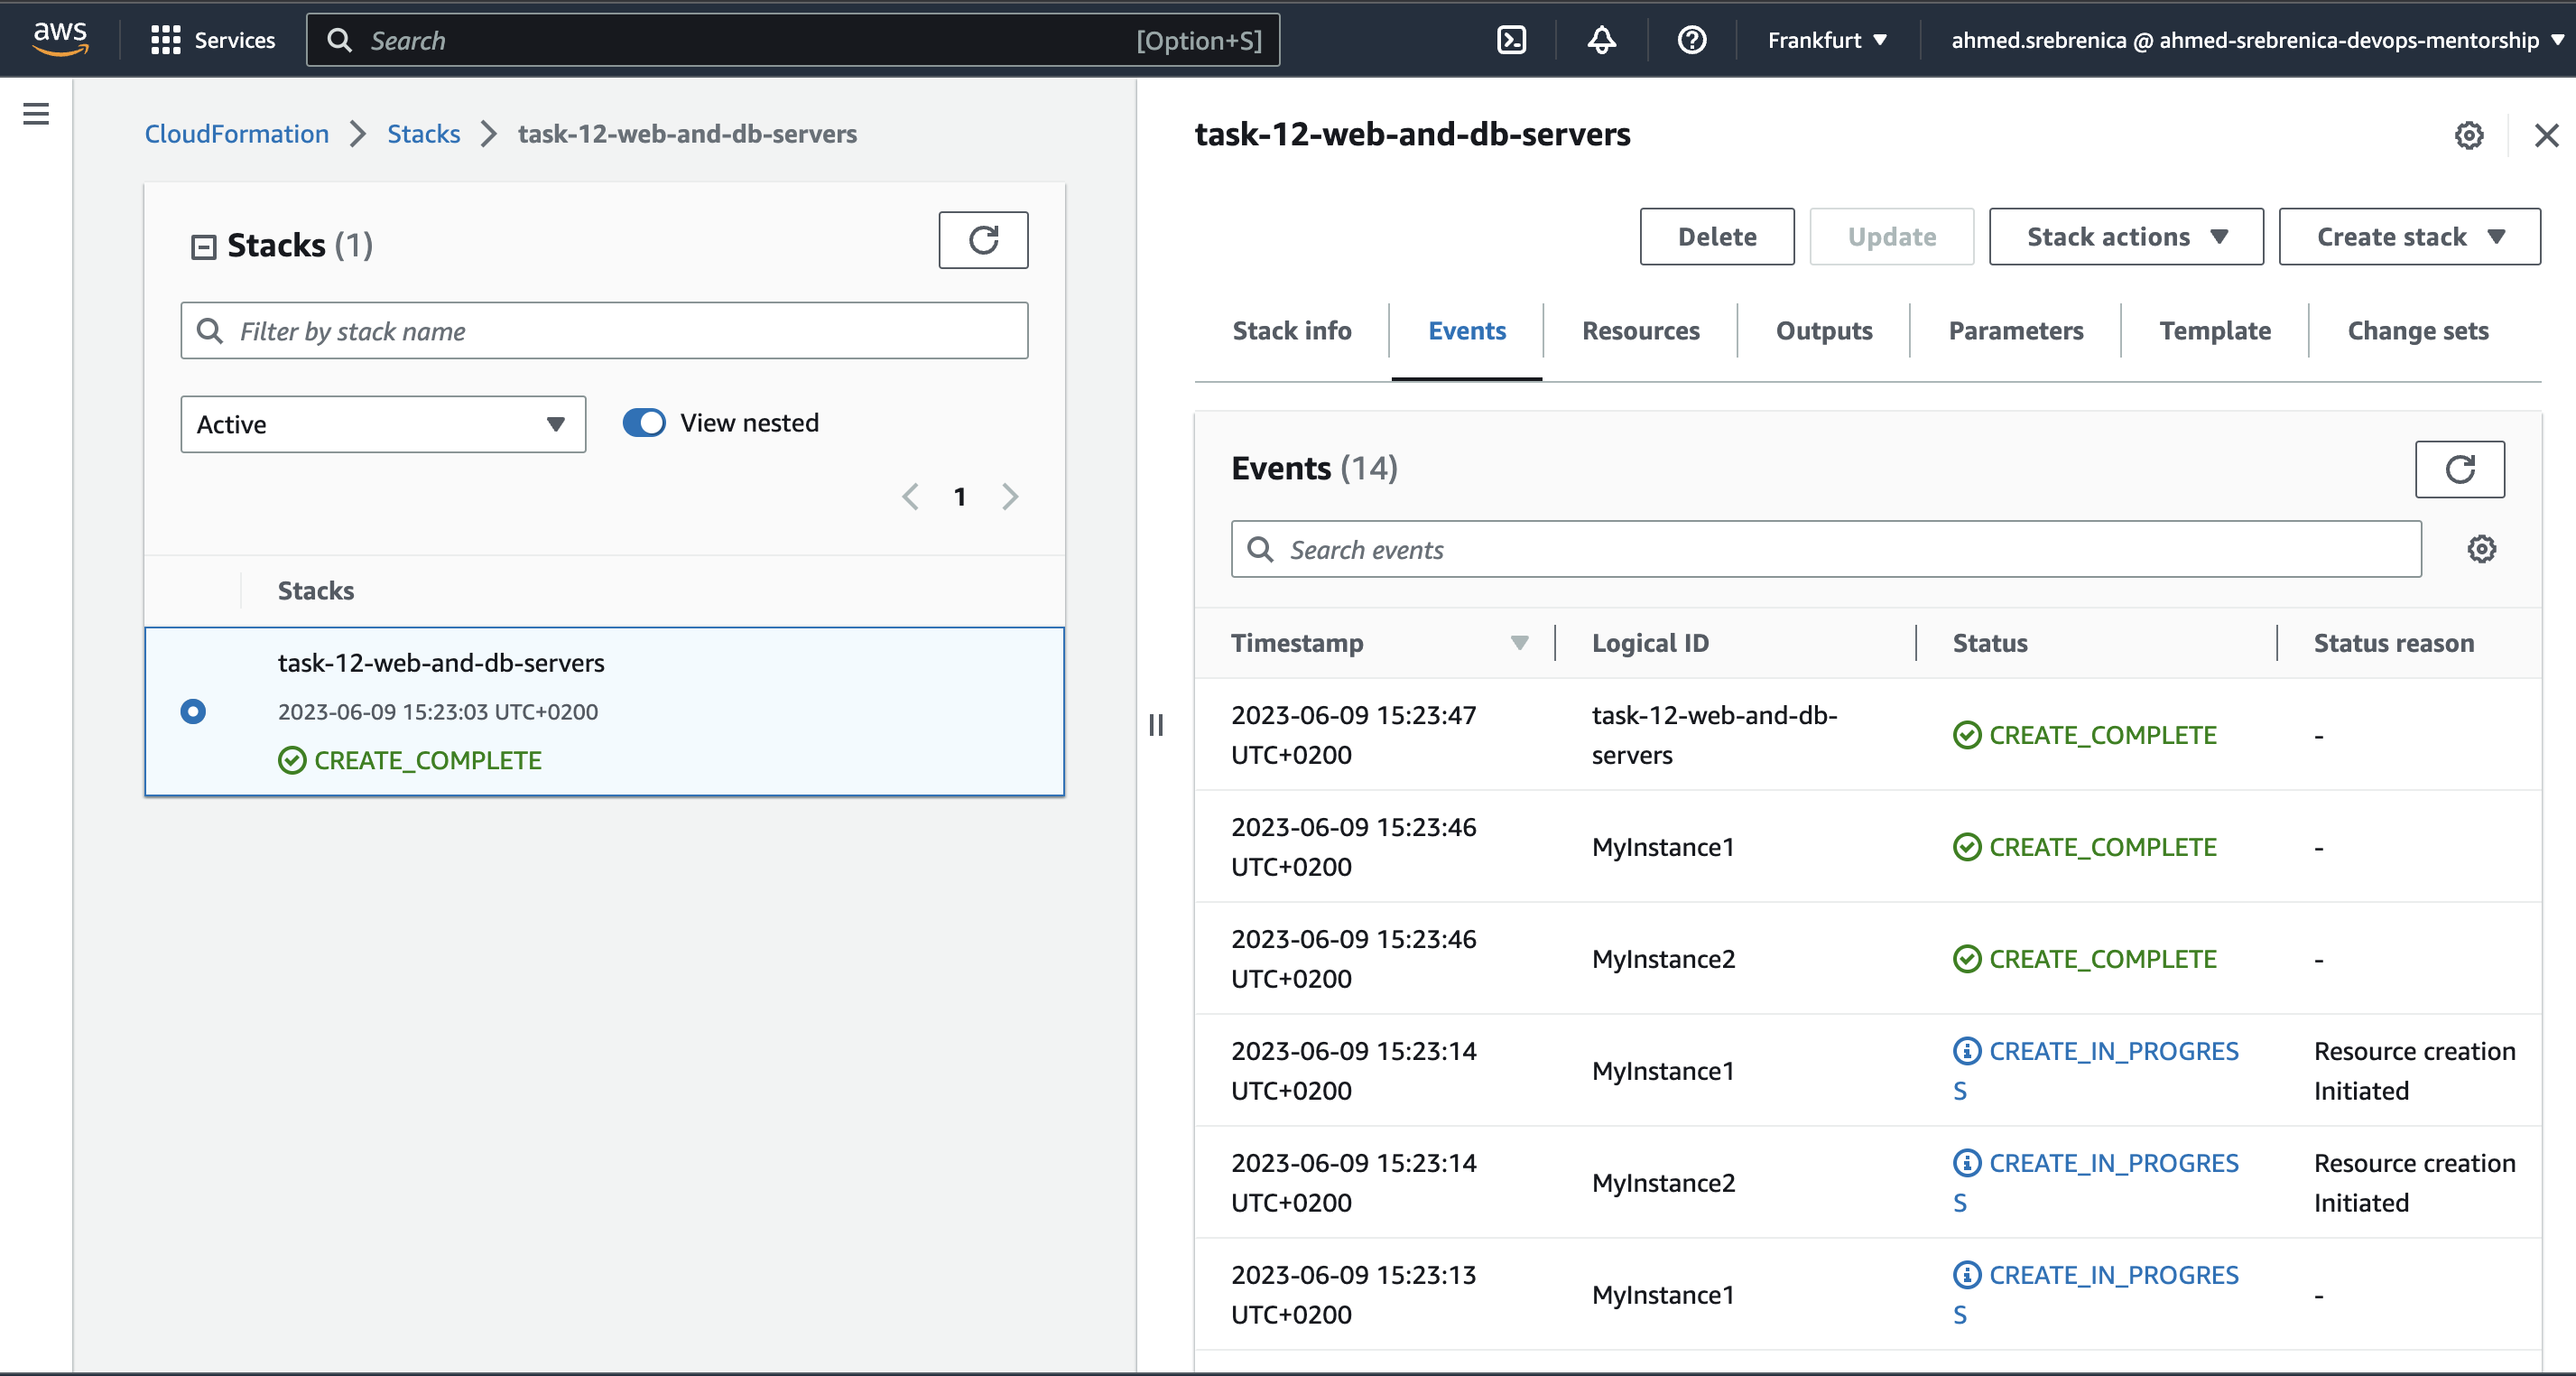 aws
Services
Search
[Option+S]
Frankfurt
ahmed.srebrenica @ ahmed-srebrenica-devops-mentorship
CloudFormation
Stacks
task-12-web-and-db-servers
Stacks (1)
Filter by stack name
Active
View nested
1
Stacks
task-12-web-and-db-servers
2023-06-09 15:23:03 UTC+0200
CREATE_COMPLETE
task-12-web-and-db-servers
Delete
Update
Stack actions
Create stack
Stack info
Events
Resources
Outputs
Parameters
Template
Change sets
Events (14)
Search events
Timestamp
Logical ID
Status
Status reason
2023-06-09 15:23:47
UTC+0200
task-12-web-and-db-
servers
CREATE_COMPLETE
-
2023-06-09 15:23:46
UTC+0200
MyInstance1
CREATE_COMPLETE
-
2023-06-09 15:23:46
UTC+0200
MyInstance2
CREATE_COMPLETE
-
2023-06-09 15:23:14
UTC+0200
MyInstance1
CREATE_IN_PROGRES
S
Resource creation
Initiated
2023-06-09 15:23:14
UTC+0200
MyInstance2
CREATE_IN_PROGRES
S
Resource creation
Initiated
2023-06-09 15:23:13
UTC+0200
MyInstance1
CREATE_IN_PROGRES
S
-